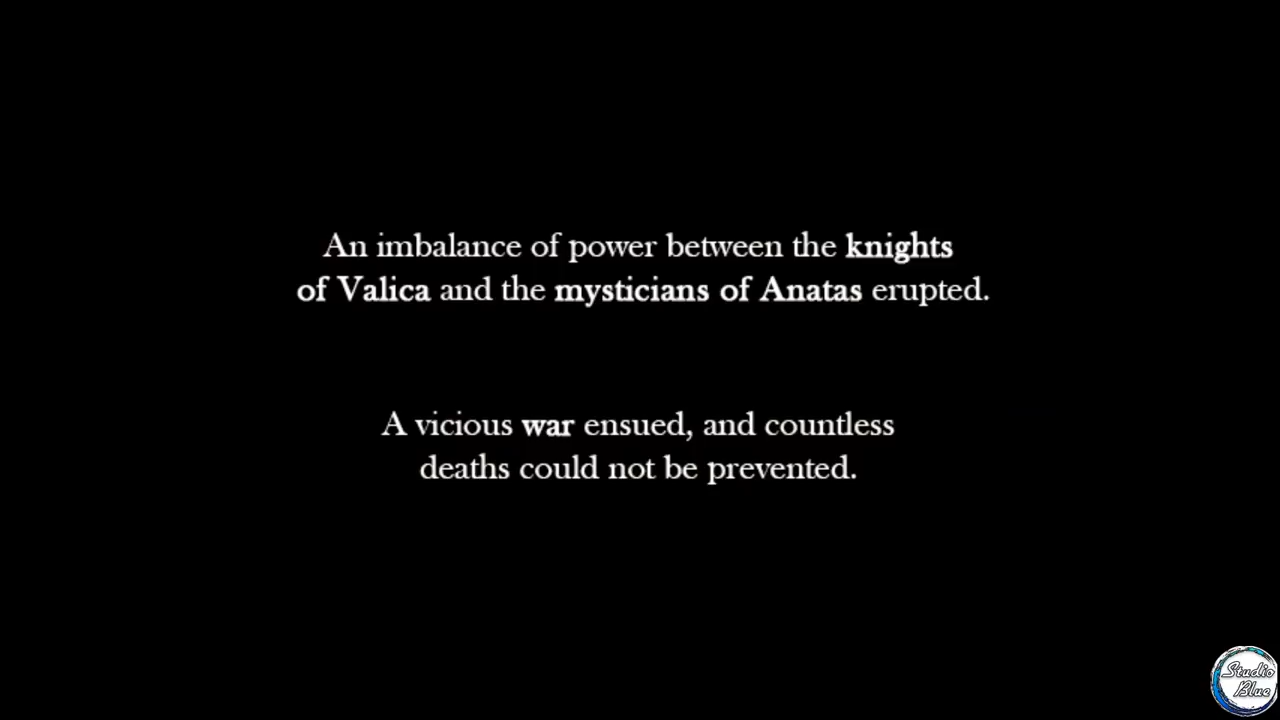 An imbalance of power between the knights
of Valica and the mysticians of Anatas erupted.
A vicious war ensued, and countless
deaths could not be prevented.
Studio
Blue